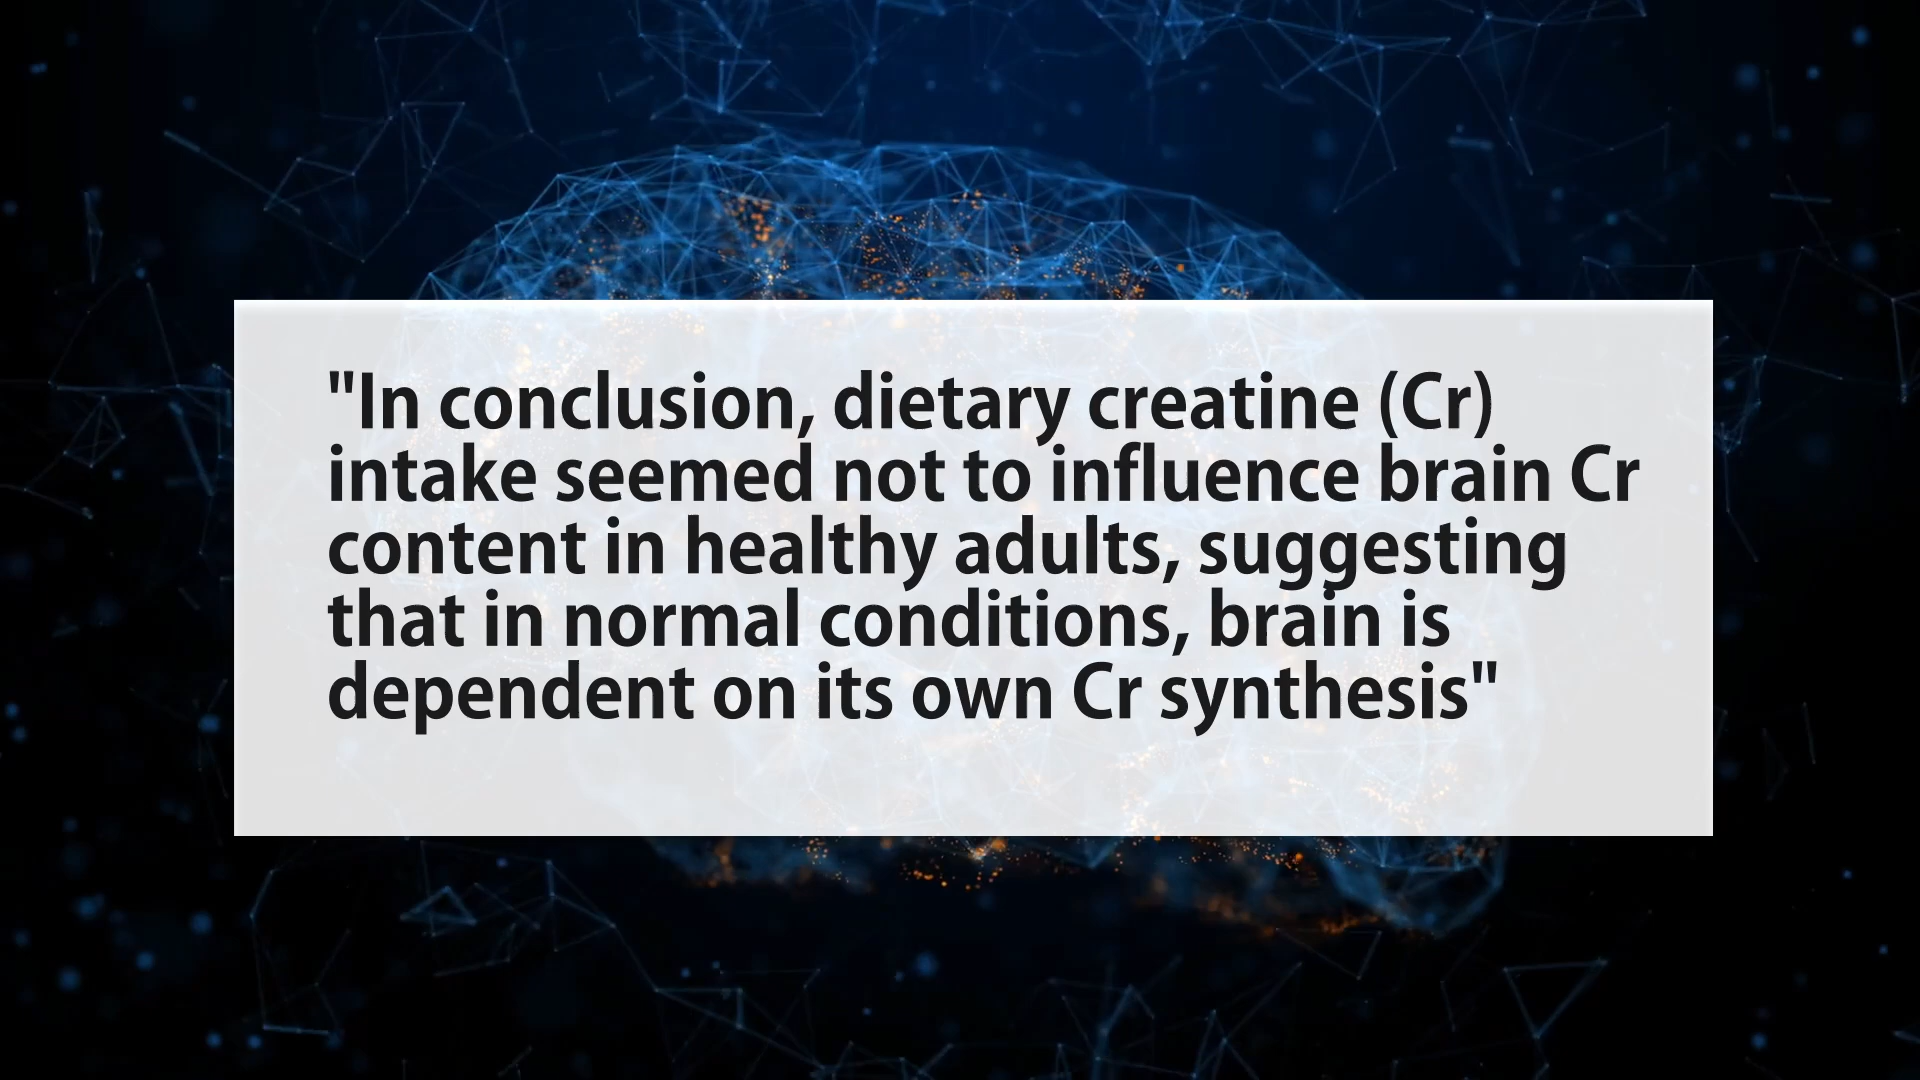 "In conclusion, dietary creatine (Cr)
intake seemed not to influence brain Cr
content in healthy adults, suggesting
that in normal conditions, brain is
dependent on its own Cr synthesis"